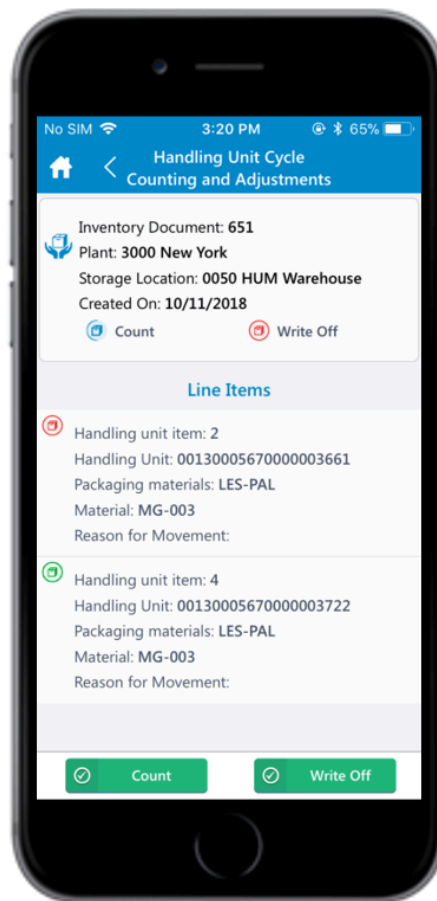 No SIM 3:20 PM 65%
Handling Unit Cycle
Counting and Adjustments
Inventory Document: 651
Plant: 3000 New York
Storage Location: 0050 HUM Warehouse
Created On: 10/11/2018
Count Write Off
Line Items
Handling unit item: 2
Handling Unit: 00130005670000003661
Packaging materials: LES-PAL
Material: MG-003
Reason for Movement:
Handling unit item: 4
Handling Unit: 00130005670000003722
Packaging materials: LES-PAL
Material: MG-003
Reason for Movement:
Count Write Off